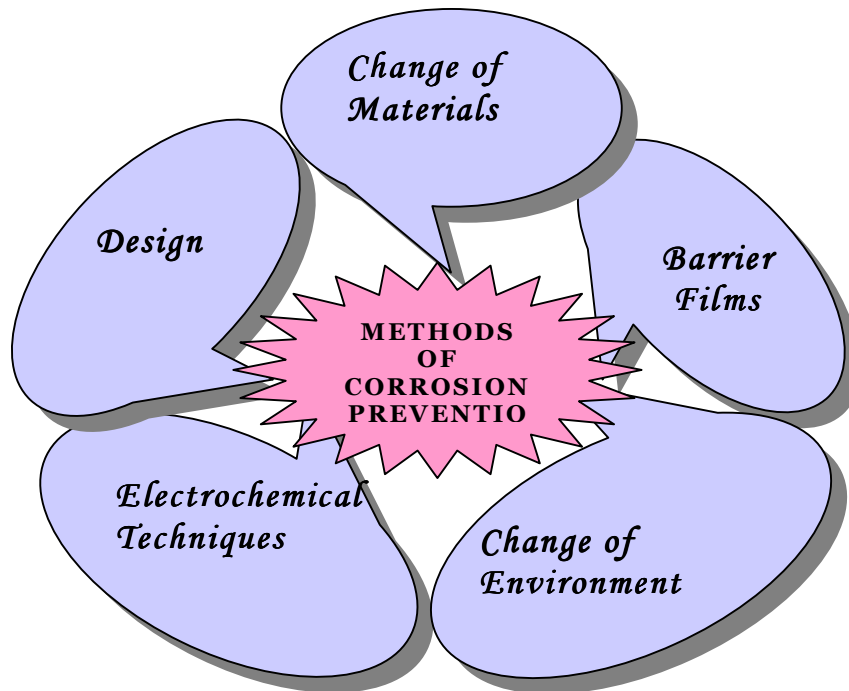 Change of
Materials
Design
Barrier
Films
METHODS
OF
CORROSION
PREVENTIO
Electrochemical
Techniques
Change of
Environment